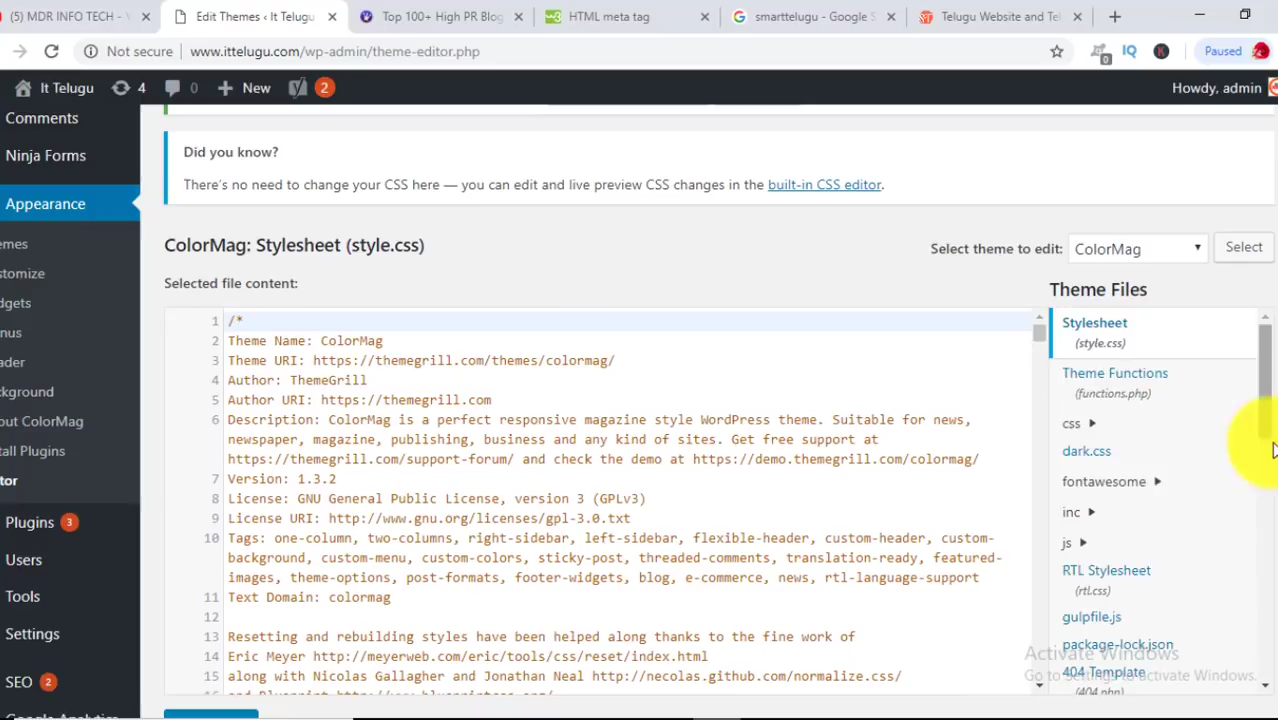 5) MDR INFO TECH - V
Edit Themes ‹ It Telugu
Top 100+ High PR Blog
HTML meta tag
smarttelugu - Google S
Telugu Website and Te
Not secure
www.ittelugu.com/wp-admin/theme-editor.php
0
IQ
K
Paused
It Telugu
4
0
New
2
Howdy, admin
Comments
Ninja Forms
Appearance
emes
stomize
dgets
nus
ader
kground
out ColorMag
tall Plugins
tor
Plugins 3
Users
Tools
Settings
SEO 2
Did you know?
There's no need to change your CSS here — you can edit and live preview CSS changes in the built-in CSS editor.
ColorMag: Stylesheet (style.css)
Select theme to edit:
ColorMag
Select
Selected file content:
1 /*
2 Theme Name: ColorMag
3 Theme URI: https://themegrill.com/themes/colormag/
4 Author: ThemeGrill
5 Author URI: https://themegrill.com
6 Description: ColorMag is a perfect responsive magazine style WordPress theme. Suitable for news,
newspaper, magazine, publishing, business and any kind of sites. Get free support at
https://themegrill.com/support-forum/ and check the demo at https://demo.themegrill.com/colormag/
7 Version: 1.3.2
8 License: GNU General Public License, version 3 (GPLv3)
9 License URI: http://www.gnu.org/licenses/gpl-3.0.txt
10 Tags: one-column, two-columns, right-sidebar, left-sidebar, flexible-header, custom-header, custom-
background, custom-menu, custom-colors, sticky-post, threaded-comments, translation-ready, featured-
images, theme-options, post-formats, footer-widgets, blog, e-commerce, news, rtl-language-support
11 Text Domain: colormag
12
13 Resetting and rebuilding styles have been helped along thanks to the fine work of
14 Eric Meyer http://meyerweb.com/eric/tools/css/reset/index.html
15 along with Nicolas Gallagher and Jonathan Neal http://necolas.github.com/normalize.css/
Theme Files
Stylesheet
(style.css)
Theme Functions
(functions.php)
css
dark.css
fontawesome
inc
js
RTL Stylesheet
(rtl.css)
gulpfile.js
package-lock.json
404 Template
(404.php)
Activate Windows
Go to Settings to activate Windows.